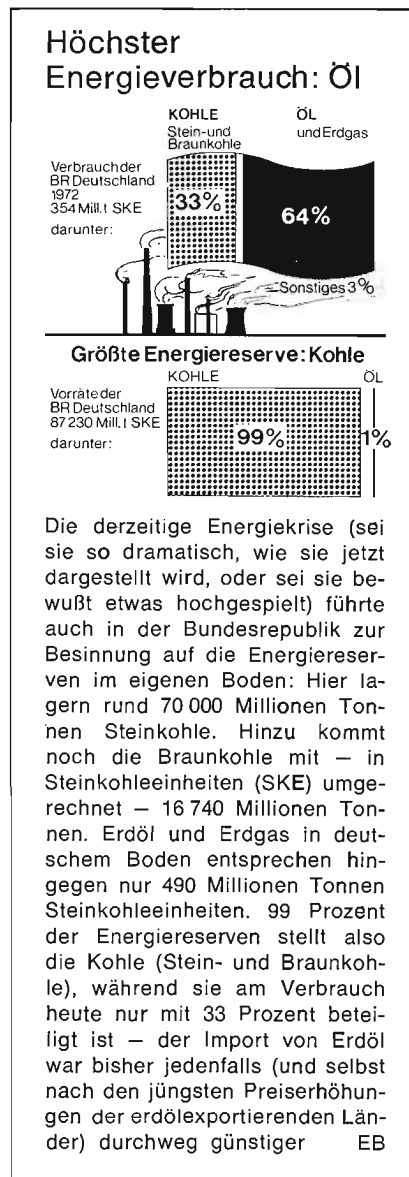 Höchster
Energieverbrauch: Öl
KOHLE
Stein-und
Braunkohle
ÖL
und Erdgas
Verbrauch der
BR Deutschland
1972
354 Mill. t SKE
darunter:
33%
64%
Sonstiges 3%
Größte Energiereserve: Kohle
KOHLE
ÖL
Vorräte der
BR Deutschland
87 230 Mill. t SKE
darunter:
99%
1%
Die derzeitige Energiekrise (sei
sie so dramatisch, wie sie jetzt
dargestellt wird, oder sei sie be-
wußt etwas hochgespielt) führte
auch in der Bundesrepublik zur
Besinnung auf die Energiereser-
ven im eigenen Boden: Hier la-
gern rund 70 000 Millionen Ton-
nen Steinkohle. Hinzu kommt
noch die Braunkohle mit — in
Steinkohleeinheiten (SKE) umge-
rechnet — 16 740 Millionen Ton-
nen. Erdöl und Erdgas in deut-
schem Boden entsprechen hin-
gegen nur 490 Millionen Tonnen
Steinkohleeinheiten. 99 Prozent
der Energiereserven stellt also
die Kohle (Stein- und Braunkoh-
le), während sie am Verbrauch
heute nur mit 33 Prozent betei-
ligt ist — der Import von Erdöl
war bisher jedenfalls (und selbst
nach den jüngsten Preiserhöhun-
gen der erdölexportierenden Län-
der) durchweg günstiger EB